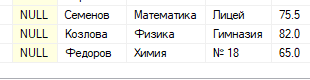 NULL Семенов Математика Лицей 75.5
NULL Козлова Физика Гимназия 82.0
NULL Федоров Химия № 18 65.0